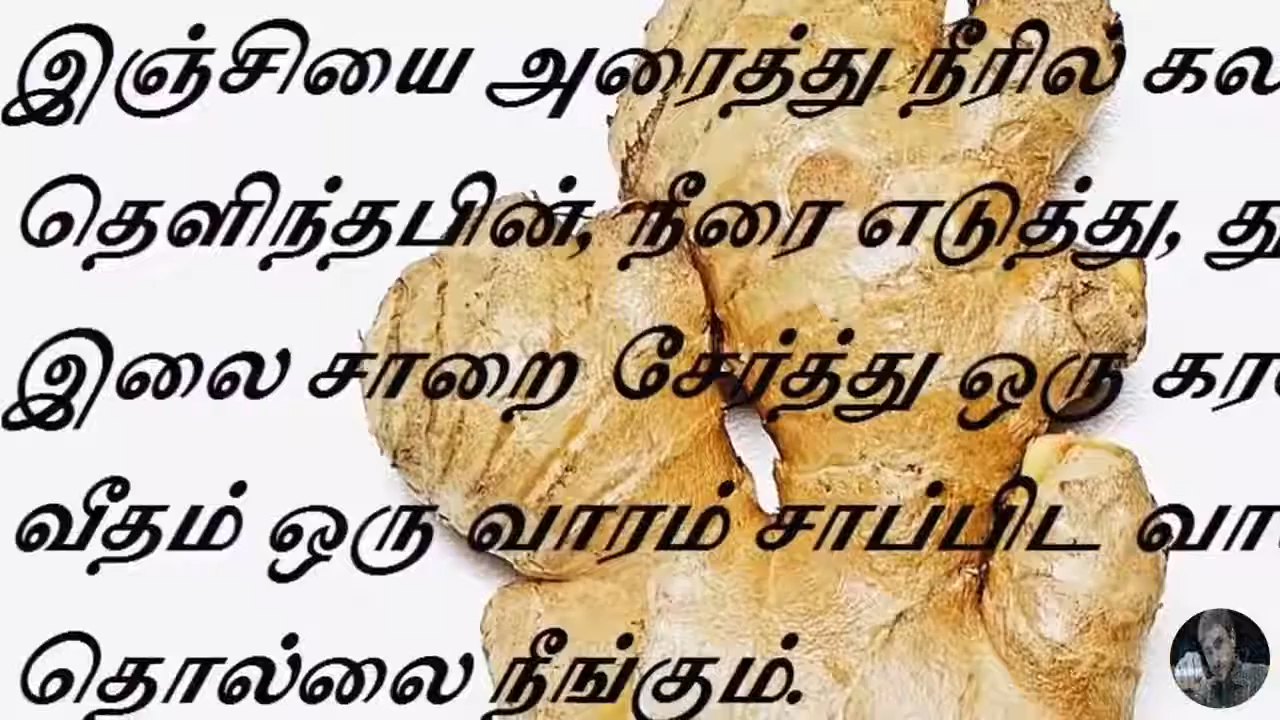 இஞ்சியை அரைத்து நீரில் கல
தெளிந்தபின், நீரை எடுத்து, து
இலை சாறை சேர்த்து ஒரு கர
வீதம் ஒரு வாரம் சாப்பிட வா
தொல்லை நீங்கும்.